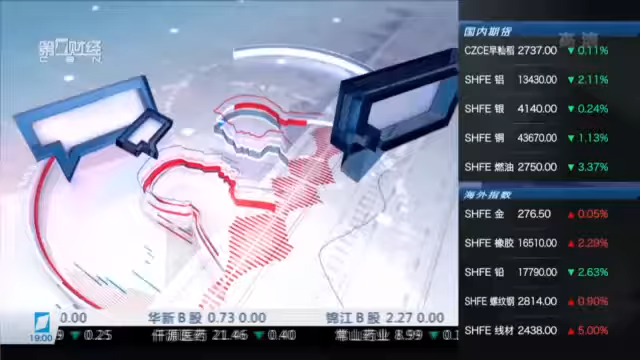 第一财经
CBN
高清
国内期货
CZCE早籼稻 2737.00 ▼ 0.11%
SHFE 铝 13430.00 ▼ 2.11%
SHFE 银 4140.00 ▼ 0.24%
SHFE 铜 43670.00 ▼ 1.13%
SHFE 燃油 2750.00 ▼ 3.37%
海外指数
SHFE 金 276.50 ▲ 0.05%
SHFE 橡胶 16510.00 ▲ 2.29%
SHFE 铅 17790.00 ▼ 2.63%
SHFE 螺纹钢 2814.00 ▲ 0.90%
SHFE 线材 2438.00 ▲ 5.00%
0.00 华新B股 0.73 0.00 锦江B股 2.27 0.00
19:00
▼ 0.25 仟源医药 21.46 ▼ 0.40 常山药业 8.99 ▼